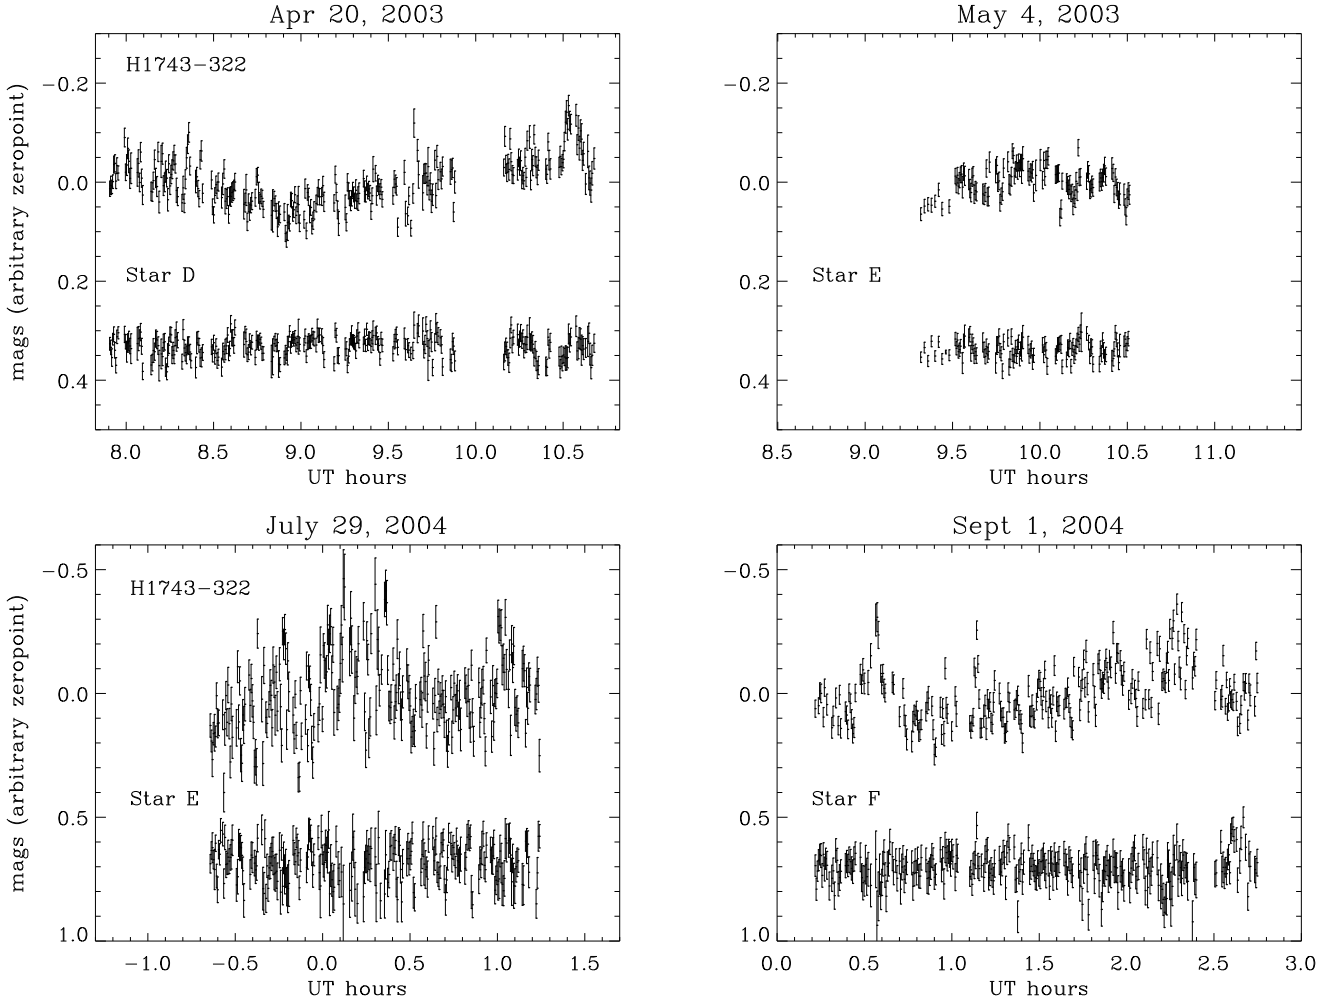 Apr 20, 2003
May 4, 2003
mags (arbitrary zeropoint)
H1743-322
Star D
Star E
-0.2
0.0
0.2
0.4
-0.2
0.0
0.2
0.4
8.0 8.5 9.0 9.5 10.0 10.5
8.5 9.0 9.5 10.0 10.5 11.0
UT hours
UT hours
July 29, 2004
Sept 1, 2004
mags (arbitrary zeropoint)
H1743-322
Star E
Star F
-0.5
0.0
0.5
1.0
-0.5
0.0
0.5
1.0
-1.0 -0.5 0.0 0.5 1.0 1.5
0.0 0.5 1.0 1.5 2.0 2.5 3.0
UT hours
UT hours